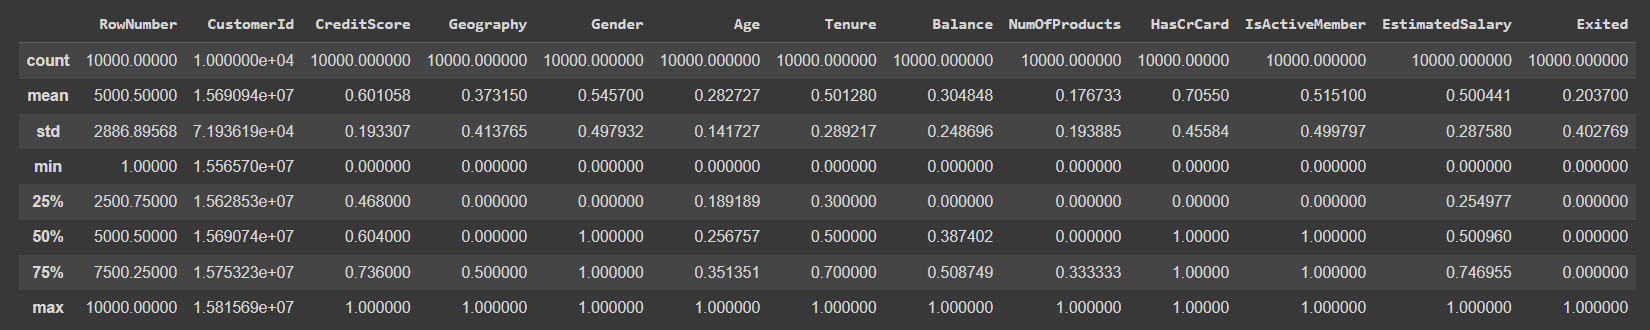 RowNumber CustomerId CreditScore Geography Gender Age Tenure Balance NumOfProducts HasCrCard IsActiveMember EstimatedSalary Exited
count 10000.00000 1.000000e+04 10000.000000 10000.000000 10000.000000 10000.000000 10000.000000 10000.000000 10000.000000 10000.00000 10000.000000 10000.000000 10000.000000
mean 5000.50000 1.569094e+07 0.601058 0.373150 0.545700 0.282727 0.501280 0.304848 0.176733 0.70550 0.515100 0.500441 0.203700
std 2886.89568 7.193619e+04 0.193307 0.413765 0.497932 0.141727 0.289217 0.248696 0.193885 0.45584 0.499797 0.287580 0.402769
min 1.00000 1.556570e+07 0.000000 0.000000 0.000000 0.000000 0.000000 0.000000 0.000000 0.00000 0.000000 0.000000 0.000000
25% 2500.75000 1.562853e+07 0.468000 0.000000 0.000000 0.189189 0.300000 0.000000 0.000000 0.00000 0.000000 0.254977 0.000000
50% 5000.50000 1.569074e+07 0.604000 0.000000 1.000000 0.256757 0.500000 0.387402 0.000000 1.00000 1.000000 0.500960 0.000000
75% 7500.25000 1.575323e+07 0.736000 0.500000 1.000000 0.351351 0.700000 0.508749 0.333333 1.00000 1.000000 0.746955 0.000000
max 10000.00000 1.581569e+07 1.000000 1.000000 1.000000 1.000000 1.000000 1.000000 1.000000 1.00000 1.000000 1.000000 1.000000